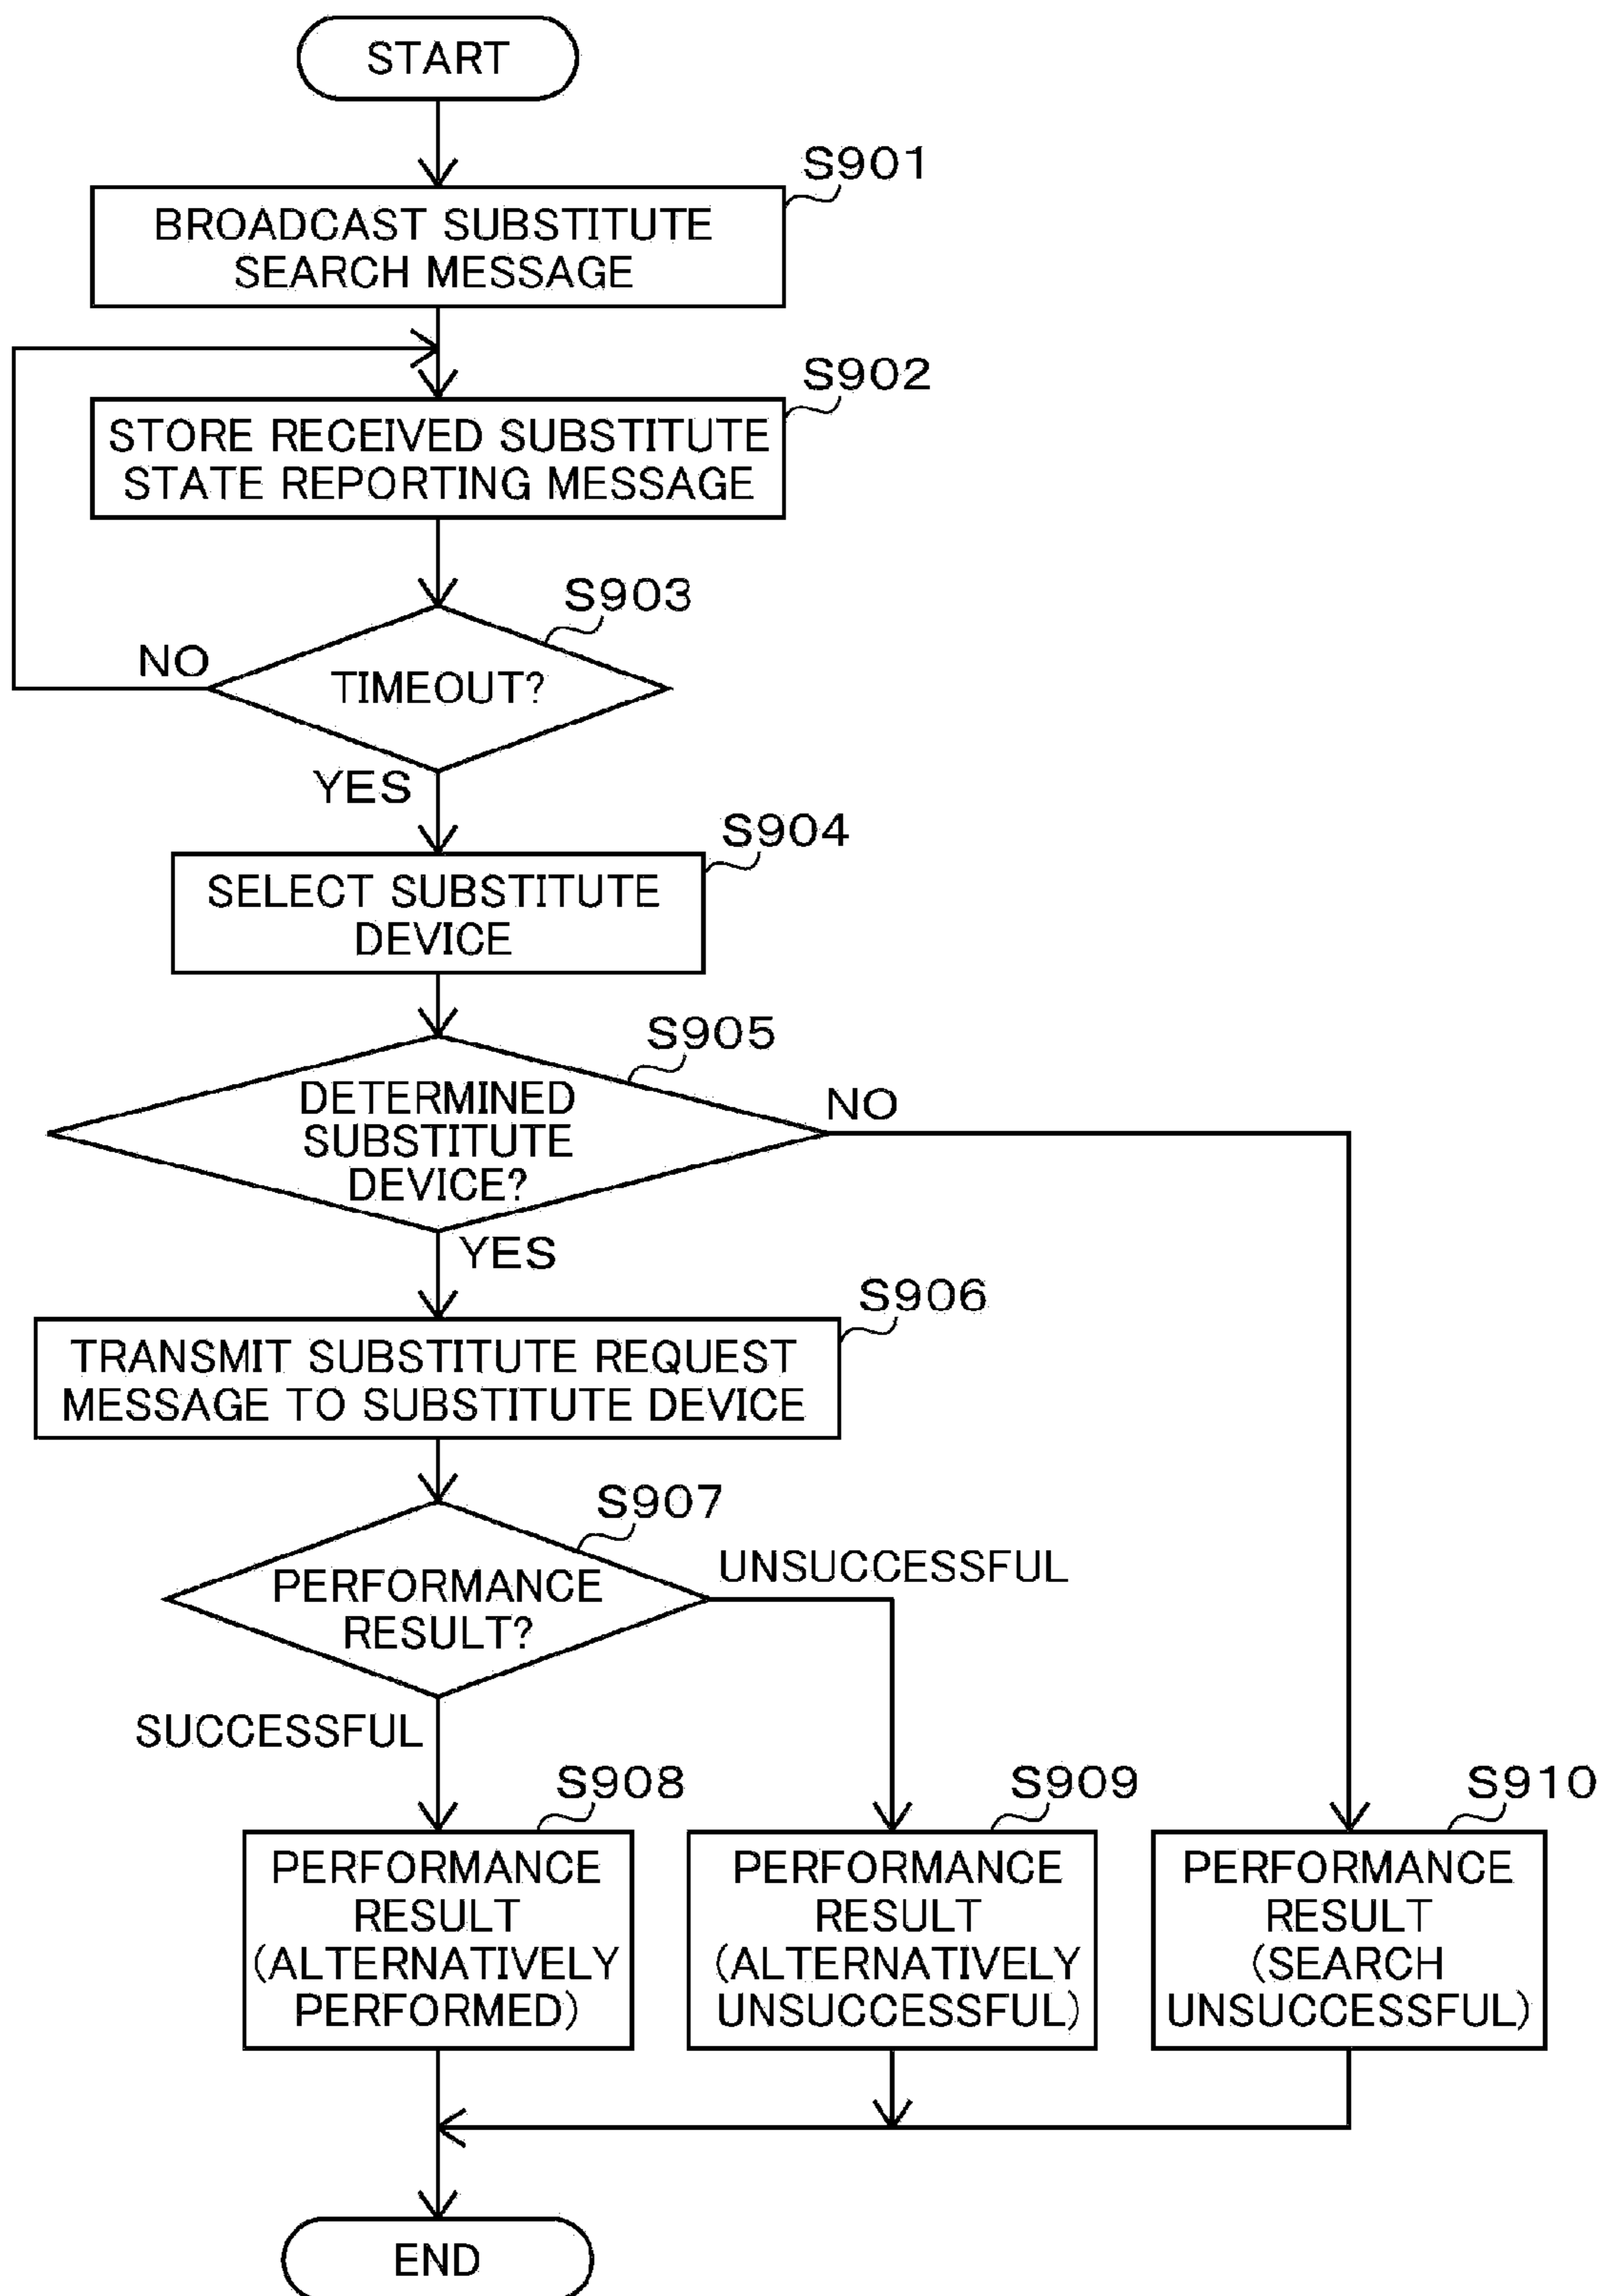 START
S901
BROADCAST SUBSTITUTE
SEARCH MESSAGE
S902
STORE RECEIVED SUBSTITUTE
STATE REPORTING MESSAGE
S903
NO
TIMEOUT?
YES
S904
SELECT SUBSTITUTE
DEVICE
S905
DETERMINED
SUBSTITUTE
DEVICE?
NO
YES
S906
TRANSMIT SUBSTITUTE REQUEST
MESSAGE TO SUBSTITUTE DEVICE
S907
PERFORMANCE
RESULT?
UNSUCCESSFUL
SUCCESSFUL
S908
PERFORMANCE
RESULT
(ALTERNATIVELY
PERFORMED)
S909
PERFORMANCE
RESULT
(ALTERNATIVELY
UNSUCCESSFUL)
S910
PERFORMANCE
RESULT
(SEARCH
UNSUCCESSFUL)
END